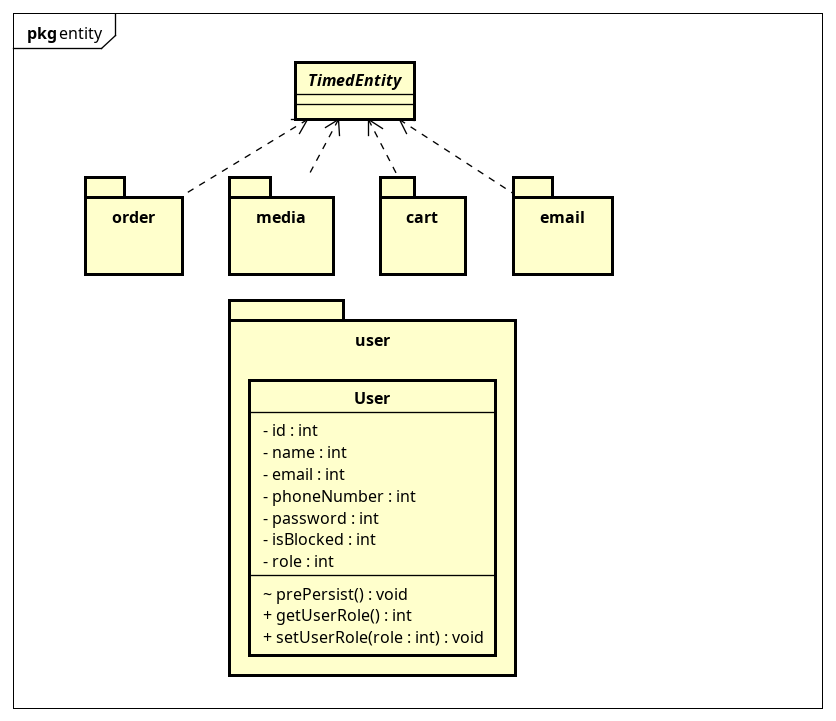 pkg entity
TimedEntity
order
media
cart
email
user
User
- id : int
- name : int
- email : int
- phoneNumber : int
- password : int
- isBlocked : int
- role : int
~ prePersist() : void
+ getUserRole() : int
+ setUserRole(role : int) : void